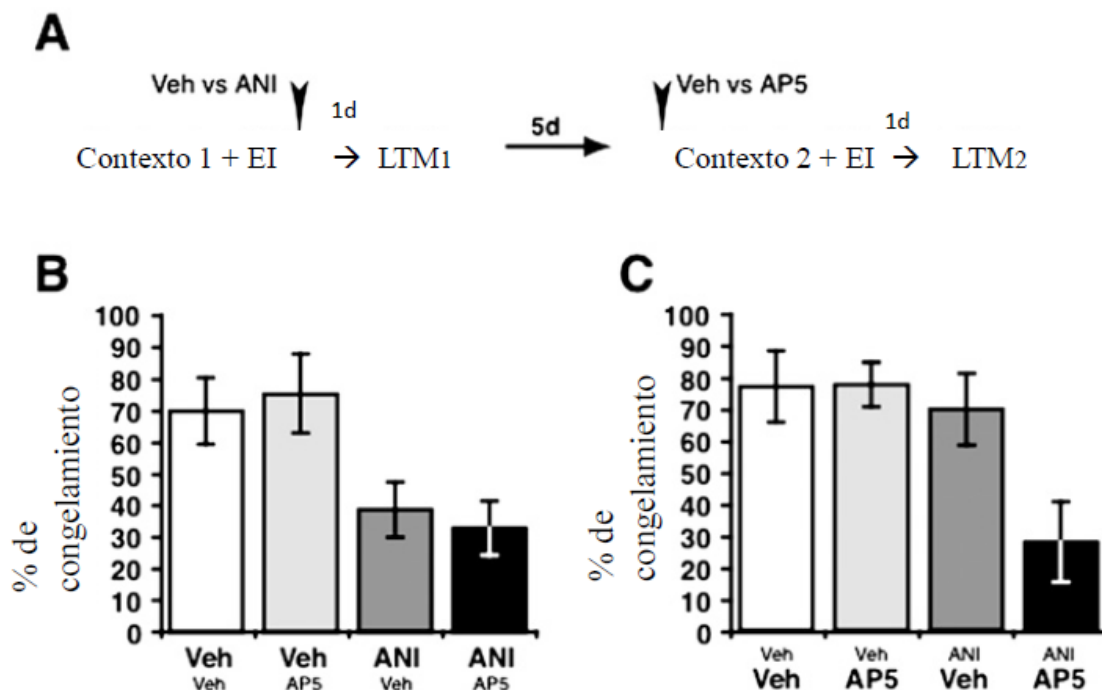 A
Veh vs ANI
1d
Contexto 1 + EI → LTM1
5d
Veh vs AP5
1d
Contexto 2 + EI → LTM2
B
% de
congelamiento
100
90
80
70
60
50
40
30
20
10
0
Veh Veh ANI ANI
Veh AP5 Veh AP5
C
% de
congelamiento
100
90
80
70
60
50
40
30
20
10
0
Veh Veh ANI ANI
Veh AP5 Veh AP5